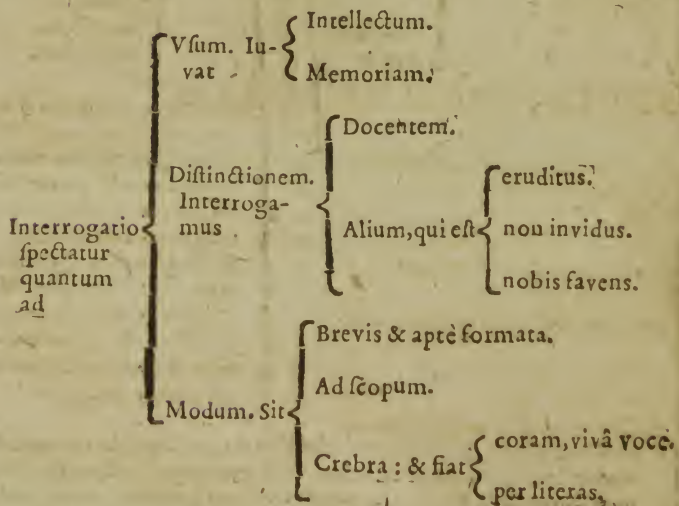 Interrogatio
ſpectatur
quantum
ad
Vſum. Iu-
vat
Intellectum.
Memoriam.
Diſtinctionem.
Interroga-
mus
Docentem.
Alium, qui eſt
eruditus.
non invidus.
nobis favens.
Modum. Sit
Brevis & aptè formata.
Ad ſcopum.
Crebra : & fiat
coram, vivâ voce.
per literas,